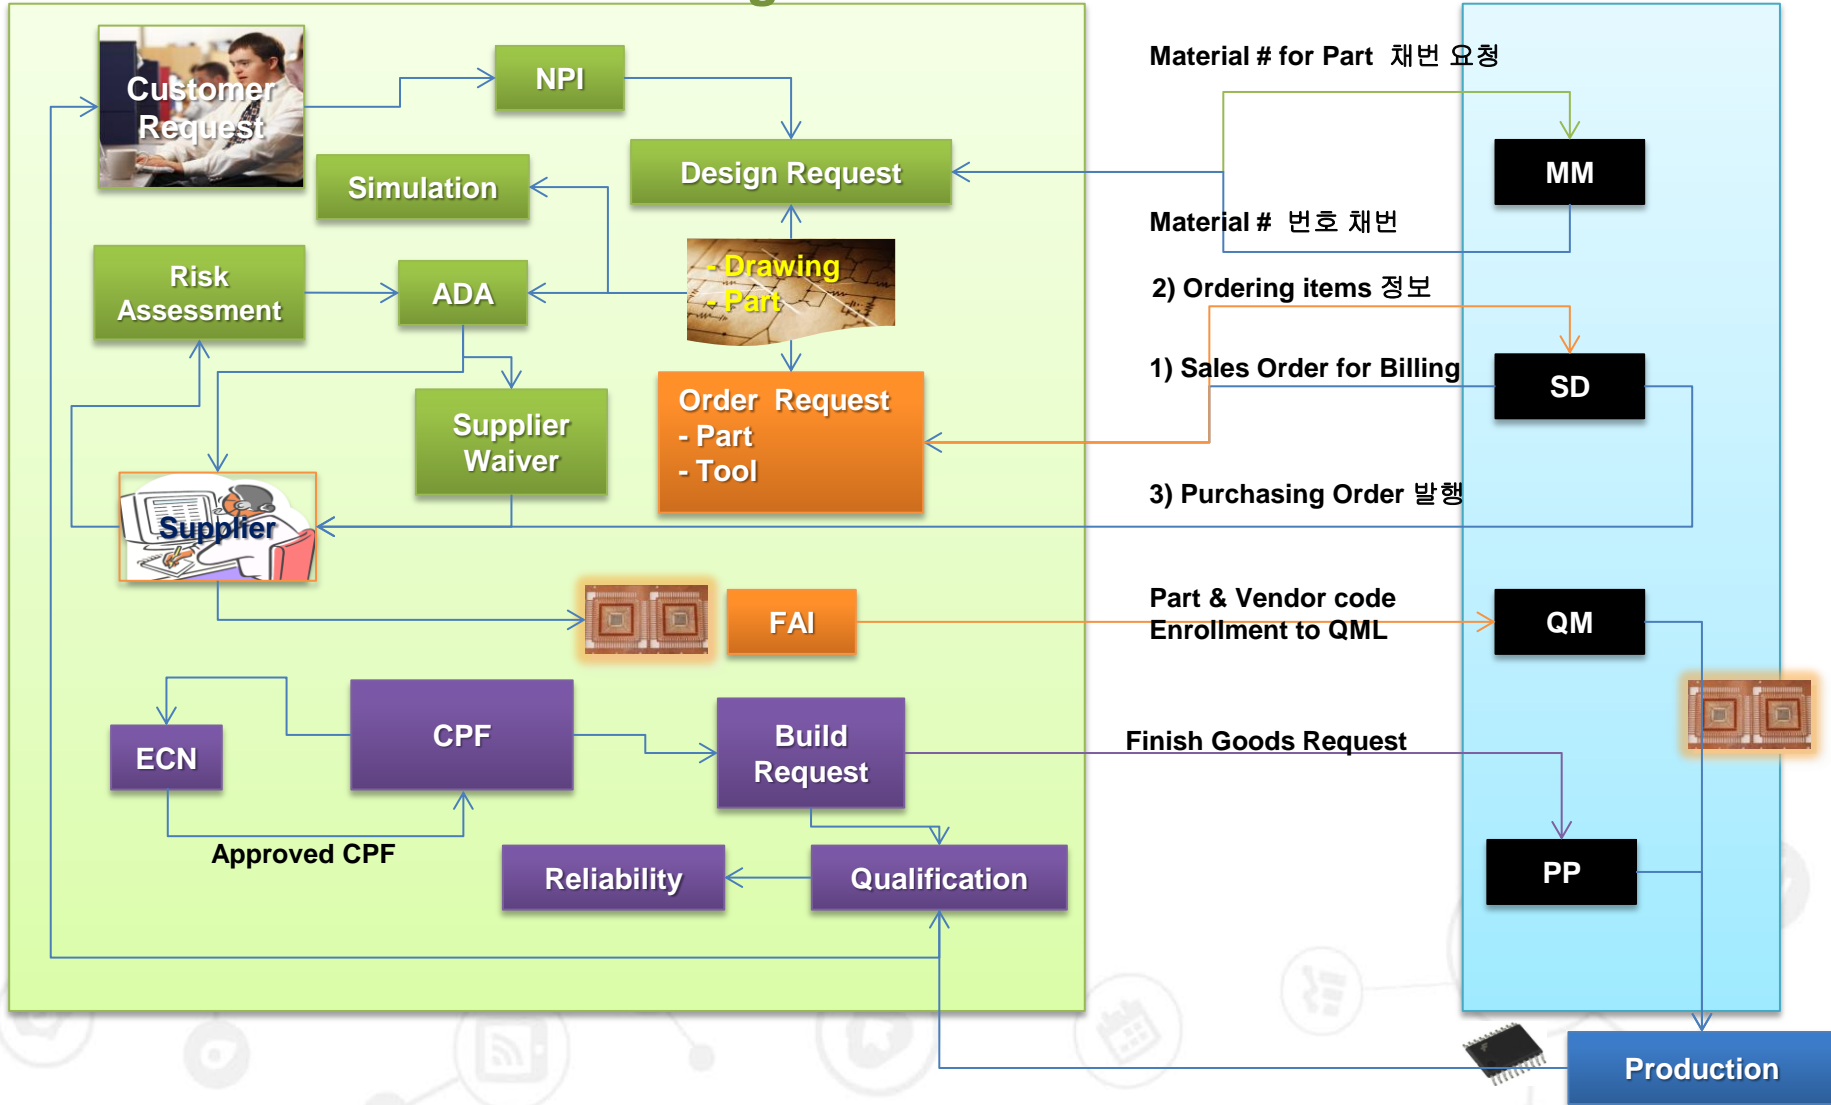 Customer
Request
NPI
Material # for Part 채번 요청
Simulation
Design Request
MM
Material # 번호 채번
Risk
Assessment
ADA
- Drawing
- Part
2) Ordering items 정보
1) Sales Order for Billing
SD
Supplier
Waiver
Order Request
- Part
- Tool
3) Purchasing Order 발행
Supplier
FAI
Part & Vendor code
Enrollment to QML
QM
ECN
CPF
Build
Request
Finish Goods Request
Approved CPF
Reliability
Qualification
PP
Production